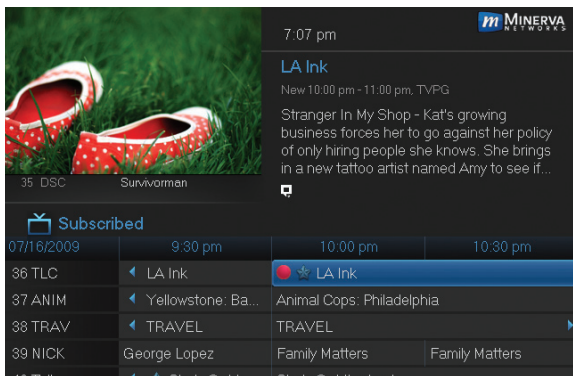 7:07 pm
m MINERVA
NETWORKS
LA Ink
New 10:00 pm - 11:00 pm, TVPG
Stranger In My Shop - Kat's growing
business forces her to go against her policy
of only hiring people she knows. She brings
in a new tattoo artist named Amy to see if...
35 DSC Survivorman
Subscribed
07/16/2009 9:30 pm 10:00 pm 10:30 pm
36 TLC LA Ink LA Ink
37 ANIM Yellowstone: Ba... Animal Cops: Philadelphia
38 TRAV TRAVEL TRAVEL
39 NICK George Lopez Family Matters Family Matters